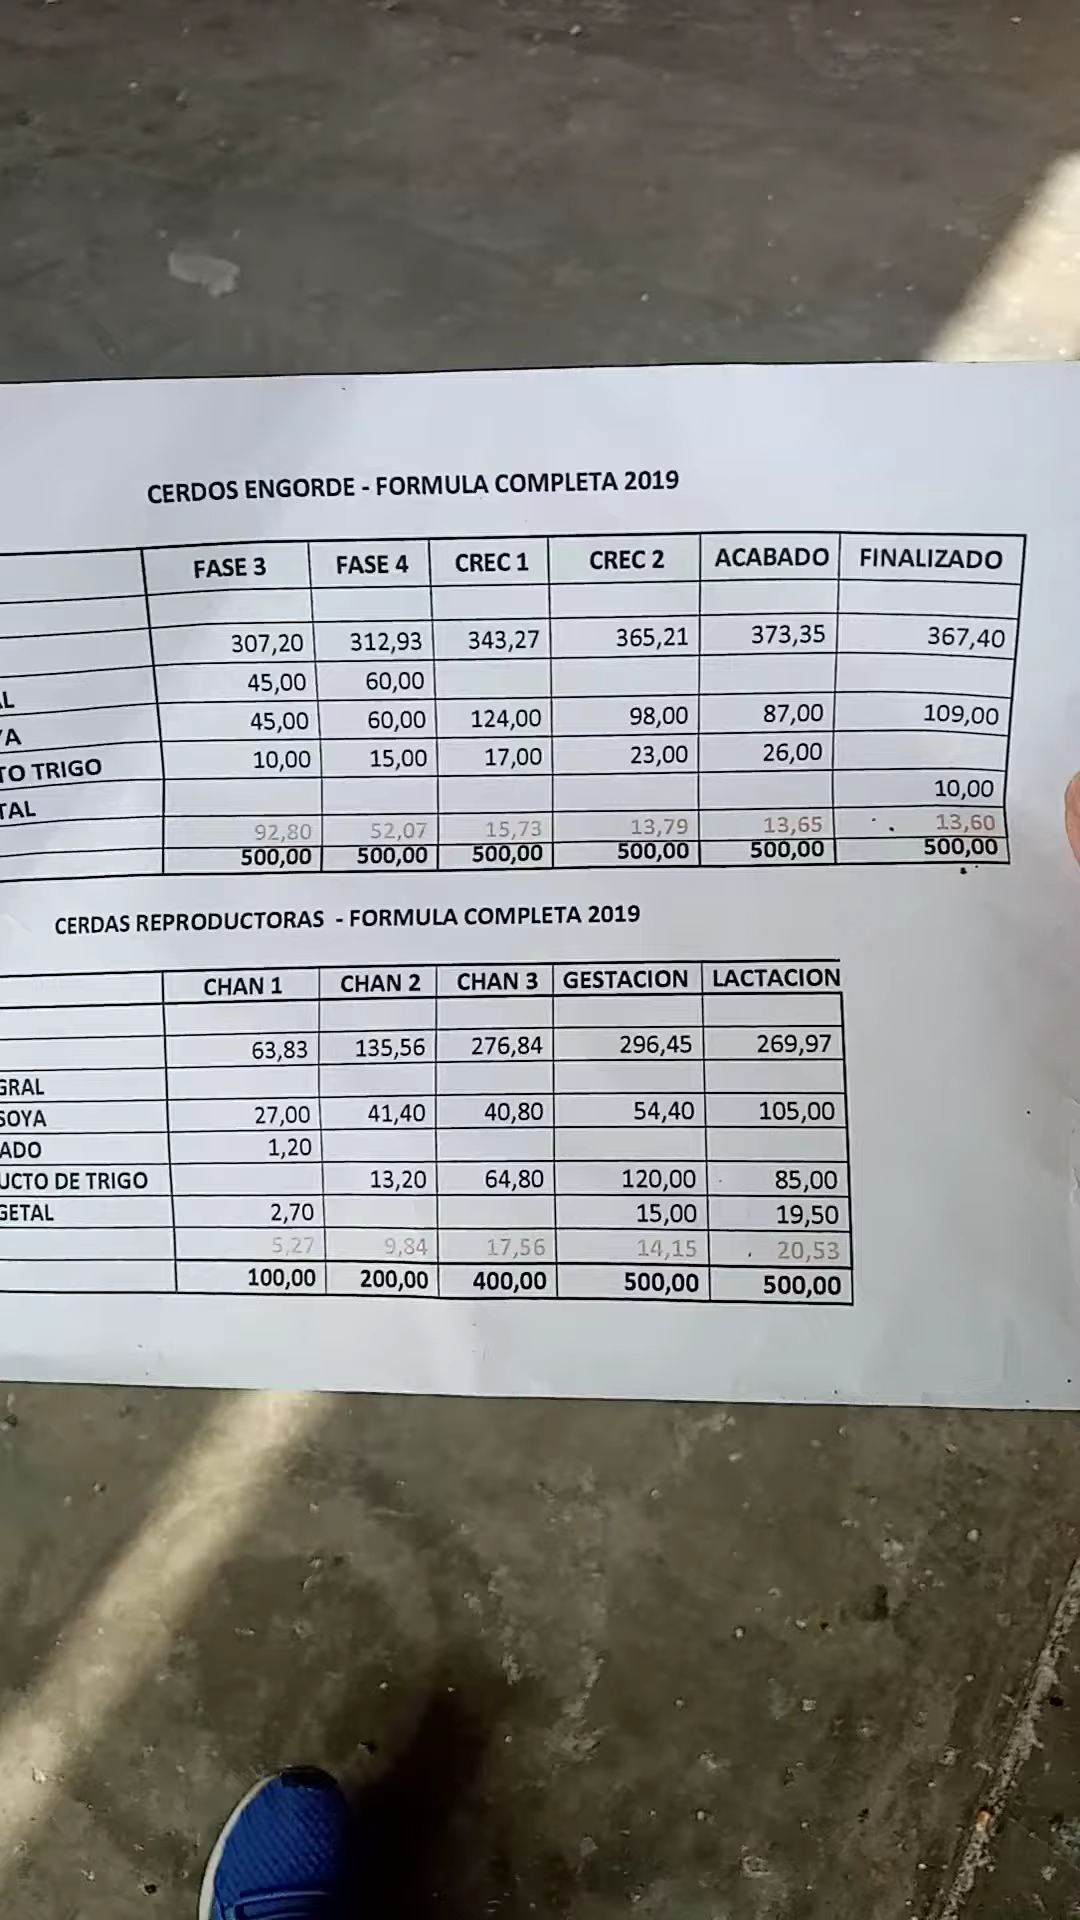 CERDOS ENGORDE - FORMULA COMPLETA 2019
FASE 3 FASE 4 CREC 1 CREC 2 ACABADO FINALIZADO
307,20 312,93 343,27 365,21 373,35 367,40
AL 45,00 60,00
YA 45,00 60,00 124,00 98,00 87,00 109,00
TO TRIGO 10,00 15,00 17,00 23,00 26,00
TAL 10,00
92,80 52,07 15,73 13,79 13,65 13,60
500,00 500,00 500,00 500,00 500,00 500,00
CERDAS REPRODUCTORAS - FORMULA COMPLETA 2019
CHAN 1 CHAN 2 CHAN 3 GESTACION LACTACION
63,83 135,56 276,84 296,45 269,97
GRAL
SOYA 27,00 41,40 40,80 54,40 105,00
ADO 1,20
UCTO DE TRIGO 13,20 64,80 120,00 85,00
GETAL 2,70 15,00 19,50
5,27 9,84 17,56 14,15 20,53
100,00 200,00 400,00 500,00 500,00